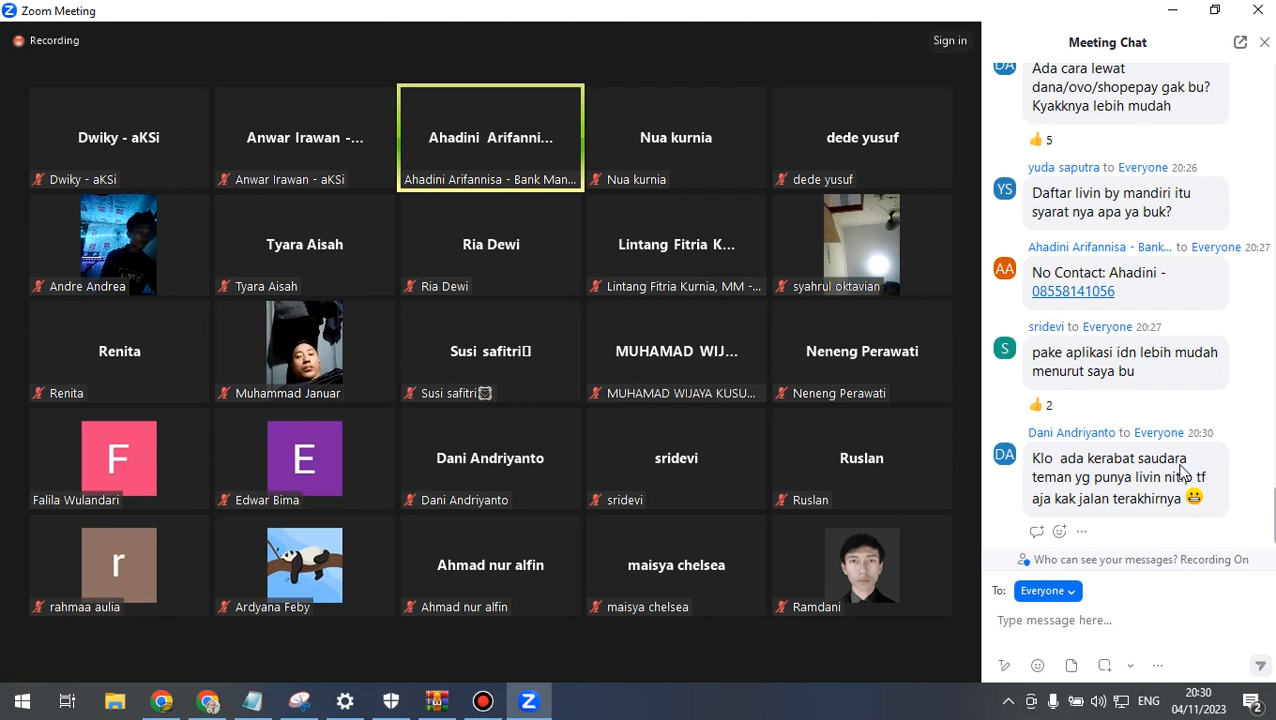 Zoom Meeting
Recording
Sign in
Dwiky - aKSi
Dwiky - aKSi
Anwar Irawan -...
Anwar Irawan - aKSi
Ahadini Arifanni...
Ahadini Arifannisa - Bank Man...
Nua kurnia
Nua kurnia
dede yusuf
dede yusuf
Andre Andrea
Tyara Aisah
Tyara Aisah
Ria Dewi
Ria Dewi
Lintang Fitria K...
Lintang Fitria Kurnia, MM -...
syahrul oktavian
Renita
Renita
Muhammad Januar
Susi safitri
Susi safitri
MUHAMAD WIJ...
MUHAMAD WIJAYA KUSU...
Neneng Perawati
Neneng Perawati
F
Falila Wulandari
E
Edwar Bima
Dani Andriyanto
Dani Andriyanto
sridevi
sridevi
Ruslan
Ruslan
r
rahmaa aulia
Ardyana Feby
Ahmad nur alfin
Ahmad nur alfin
maisya chelsea
maisya chelsea
Ramdani
Meeting Chat
DA
Ada cara lewat
dana/ovo/shopepay gak bu?
Kyakknya lebih mudah
👍 5
yuda saputra to Everyone 20:26
YS
Daftar livin by mandiri itu
syarat nya apa ya buk?
Ahadini Arifannisa - Bank... to Everyone 20:27
AA
No Contact: Ahadini -
08558141056
sridevi to Everyone 20:27
S
pake aplikasi idn lebih mudah
menurut saya bu
👍 2
Dani Andriyanto to Everyone 20:30
DA
Klo ada kerabat saudara
teman yg punya livin tf
aja kak jalan terakhirnya 😬
Who can see your messages? Recording On
To: Everyone
Type message here...
ENG
20:30
04/11/2023
2